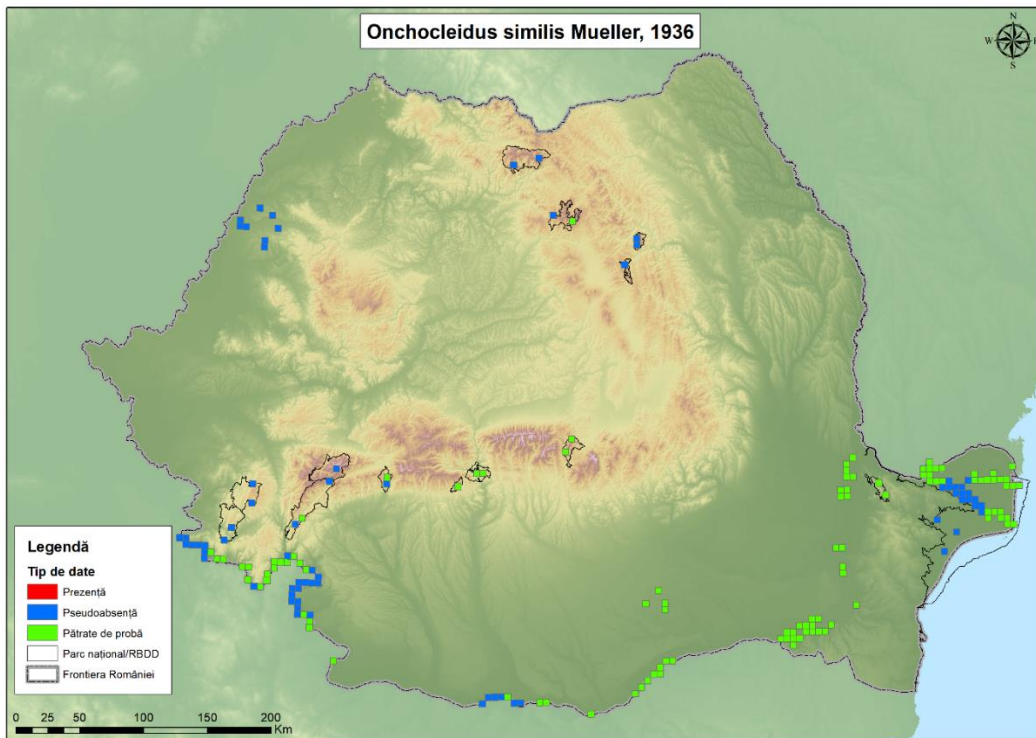 Onchocleidus similis Mueller, 1936
N
W E
S
Legendă
Tip de date
Prezență
Pseudoabsență
Pătrate de probă
Parc național/RBDD
Frontiera României
0 50 100 150 200
Km